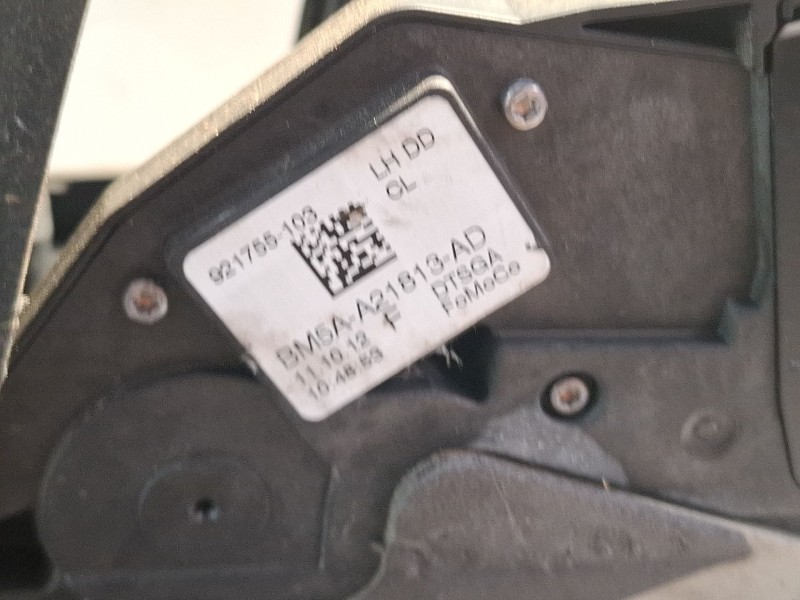 LH DD
CL
921755-103
BM5A-A21813-AD
11.10.12 F DTSGA
10:48:53 FoMoCo